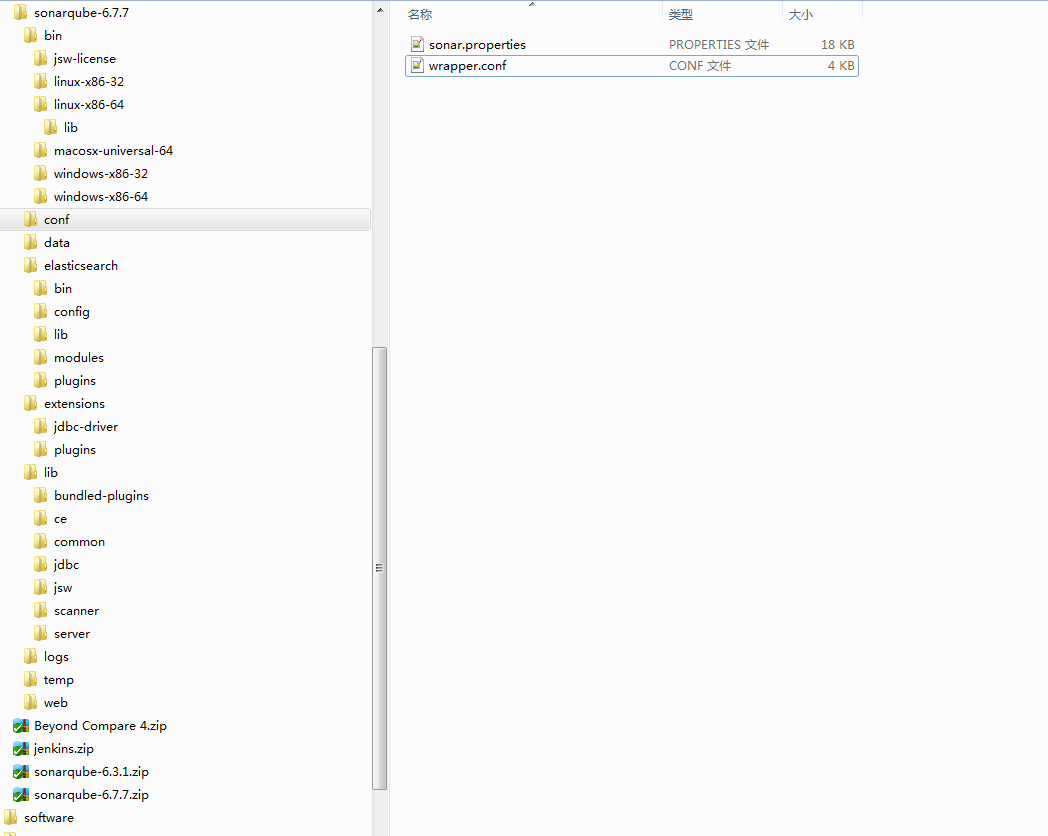 sonarqube-6.7.7
bin
jsw-license
linux-x86-32
linux-x86-64
lib
macosx-universal-64
windows-x86-32
windows-x86-64
conf
data
elasticsearch
bin
config
lib
modules
plugins
extensions
jdbc-driver
plugins
lib
bundled-plugins
ce
common
jdbc
jsw
scanner
server
logs
temp
web
Beyond Compare 4.zip
jenkins.zip
sonarqube-6.3.1.zip
sonarqube-6.7.7.zip
software
名称 类型 大小
sonar.properties PROPERTIES 文件 18 KB
wrapper.conf CONF 文件 4 KB